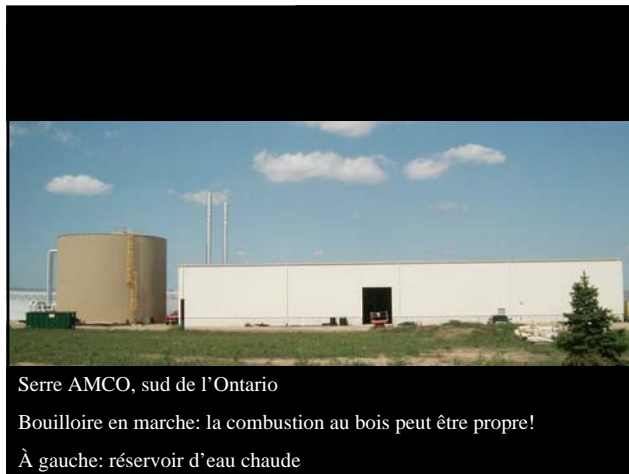 Serre AMCO, sud de l'Ontario
Bouilloire en marche: la combustion au bois peut être propre!
À gauche: réservoir d'eau chaude